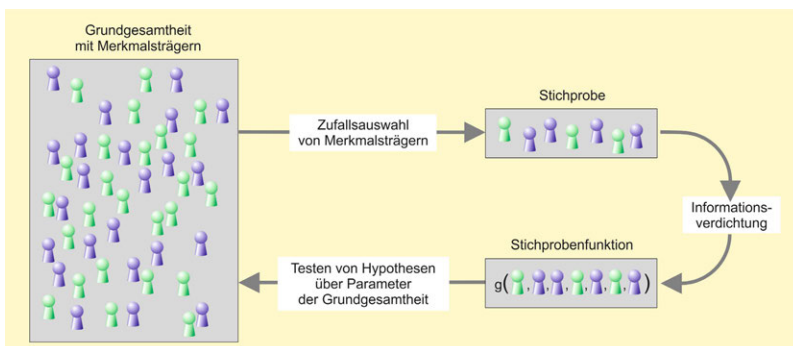 Grundgesamtheit
mit Merkmalsträgern
Zufallsauswahl
von Merkmalsträgern
Stichprobe
Informations-
verdichtung
Stichprobenfunktion
g( , , , , , , )
Testen von Hypothesen
über Parameter
der Grundgesamtheit